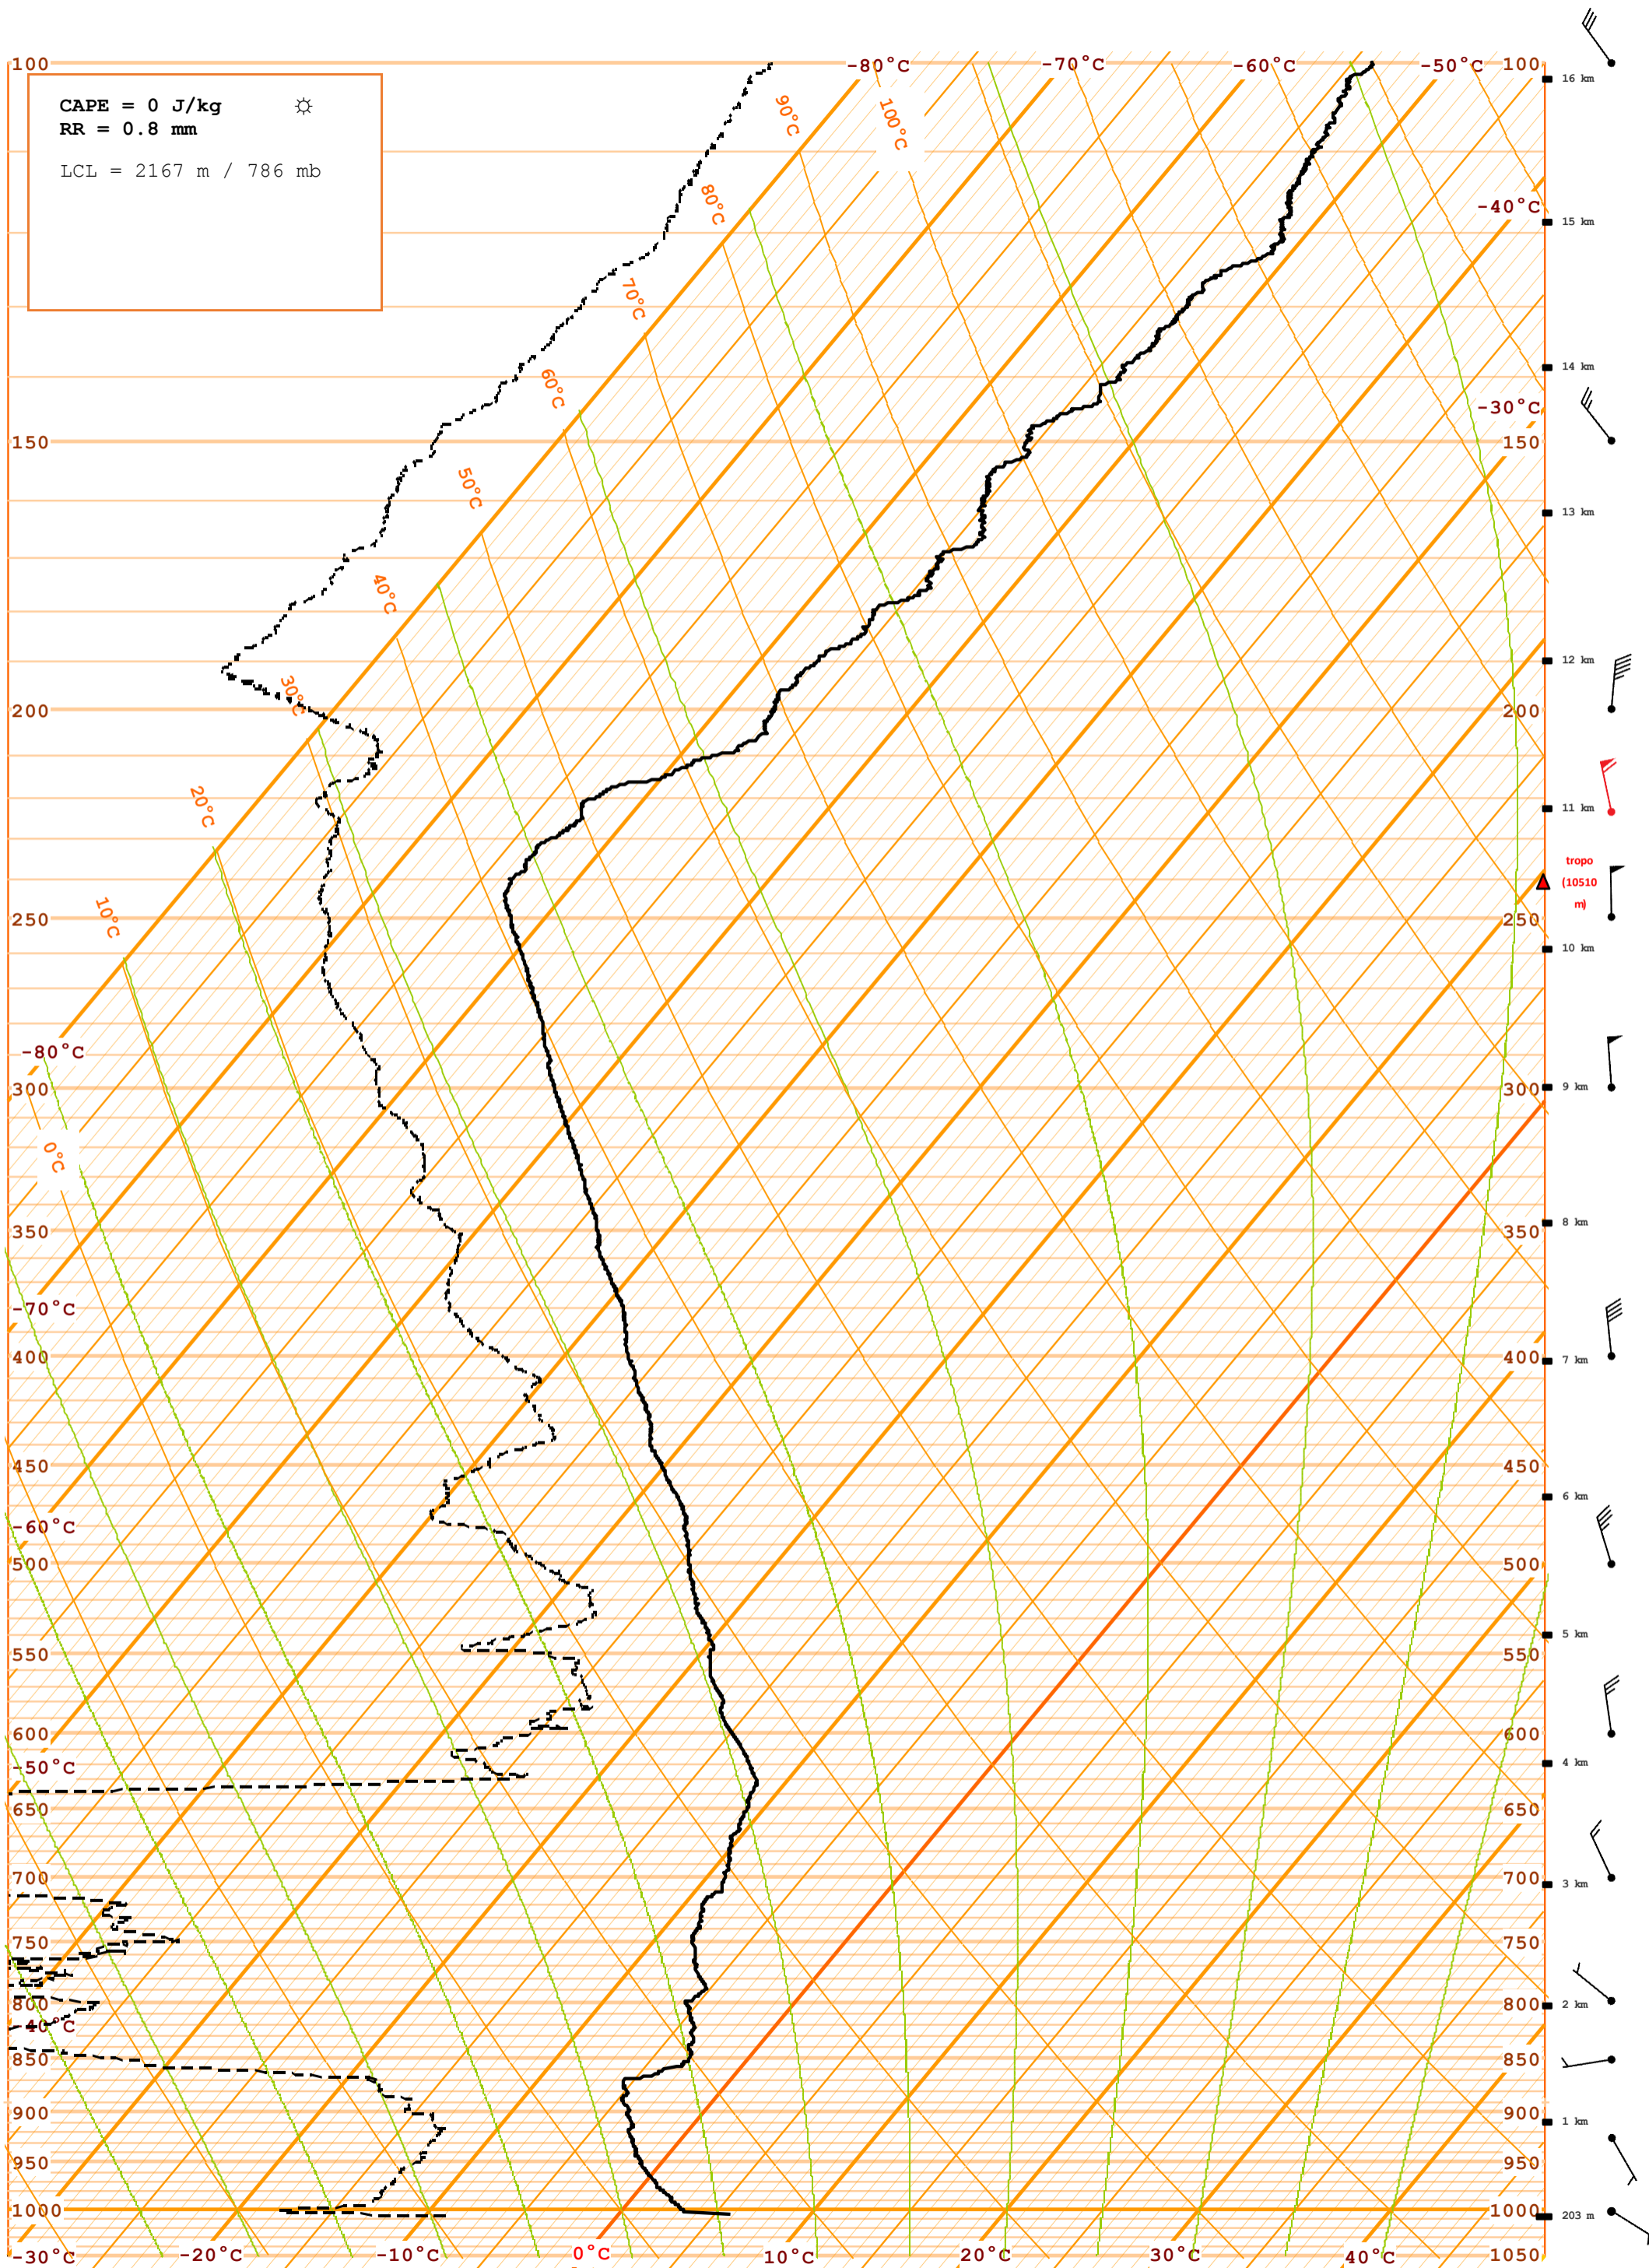 100
-80°C
-70°C
-60°C
-50°C
100
16 km
CAPE = 0 J/kg ☼
RR = 0.8 mm
LCL = 2167 m / 786 mb
90°C
100°C
80°C
-40°C
15 km
70°C
14 km
60°C
-30°C
150
150
50°C
13 km
40°C
12 km
30°C
200
200
20°C
11 km
tropo
(10510
m)
10°C
250
250
10 km
-80°C
300
300
9 km
0°C
350
350
8 km
-70°C
400
400
7 km
450
450
6 km
-60°C
500
500
5 km
550
550
600
600
-50°C
4 km
650
650
700
700
3 km
750
750
800
800
2 km
-40°C
850
850
900
900
1 km
950
950
1000
1000
203 m
-30°C
-20°C
-10°C
0°C
10°C
20°C
30°C
40°C
1050